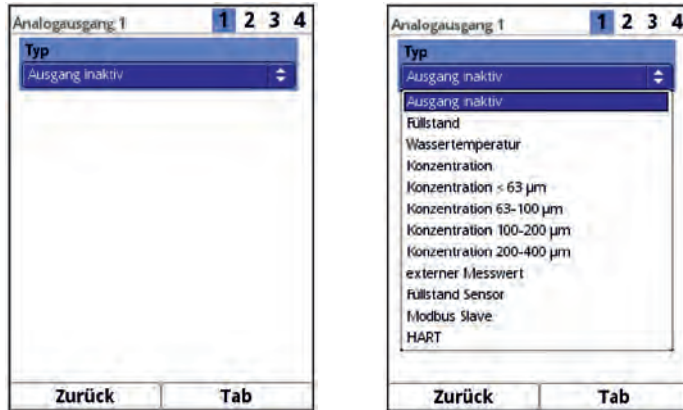 Analogausgang 1 1 2 3 4
Typ
Ausgang inaktiv
Zurück Tab
Analogausgang 1 1 2 3 4
Typ
Ausgang inaktiv
Ausgang inaktiv
Füllstand
Wassertemperatur
Konzentration
Konzentration < 63 µm
Konzentration 63-100 µm
Konzentration 100-200 µm
Konzentration 200-400 µm
externer Messwert
Füllstand Sensor
Modbus Slave
HART
Zurück Tab